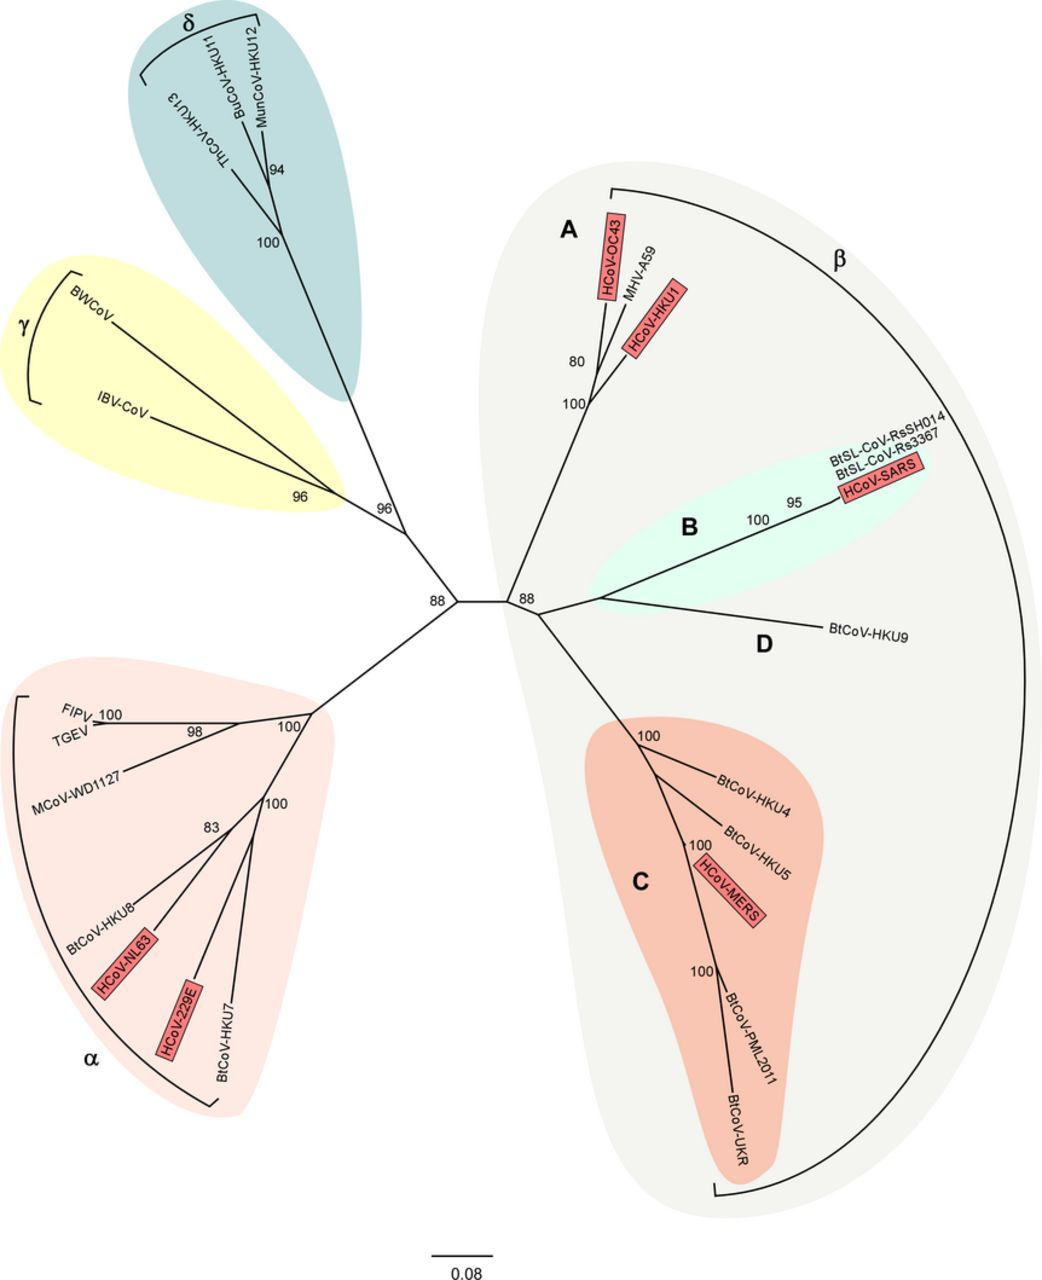 δ
ThCoV-HKU13
BuCoV-HKU11
MunCoV-HKU12
94
100
γ
BWCoV
IBV-CoV
96
96
88
A
HCoV-OC43
MHV-A59
HCoV-HKU1
80
100
β
BtSL-CoV-RsSH014
BtSL-CoV-Rs3367
HCoV-SARS
95
100
B
88
BtCoV-HKU9
D
100
BtCoV-HKU4
BtCoV-HKU5
100
HCoV-MERS
C
100
BtCoV-PML2011
BtCoV-UKR
FIPV
100
TGEV
98
100
MCoV-WD1127
100
83
BtCoV-HKU8
HCoV-NL63
HCoV-229E
BtCoV-HKU7
α
0.08